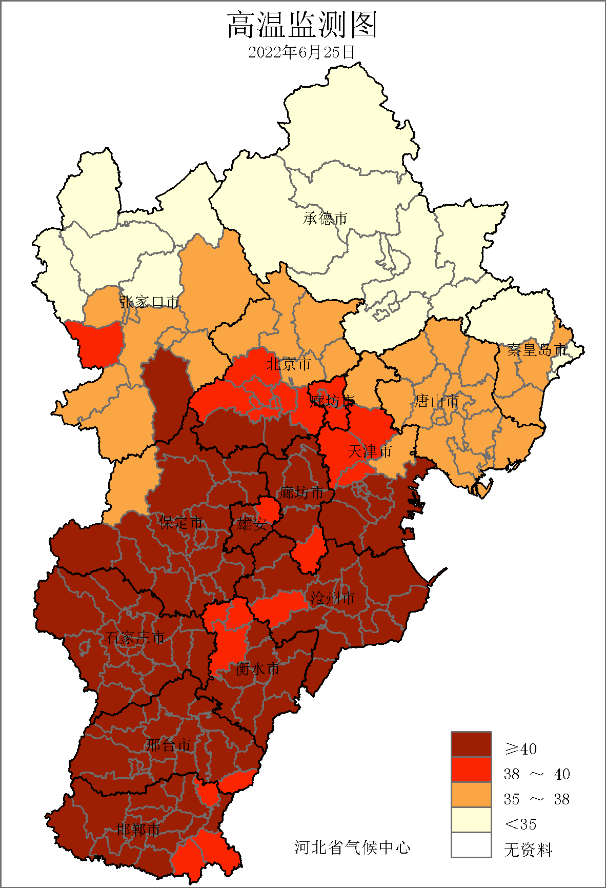 高温监测图
2022年6月25日
承德市
张家口市
秦皇岛市
北京市
廊坊市
唐山市
天津市
廊坊市
保定市
雄安
沧州市
石家庄市
衡水市
邢台市
邯郸市
≥40
38 ~ 40
35 ~ 38
<35
无资料
河北省气候中心